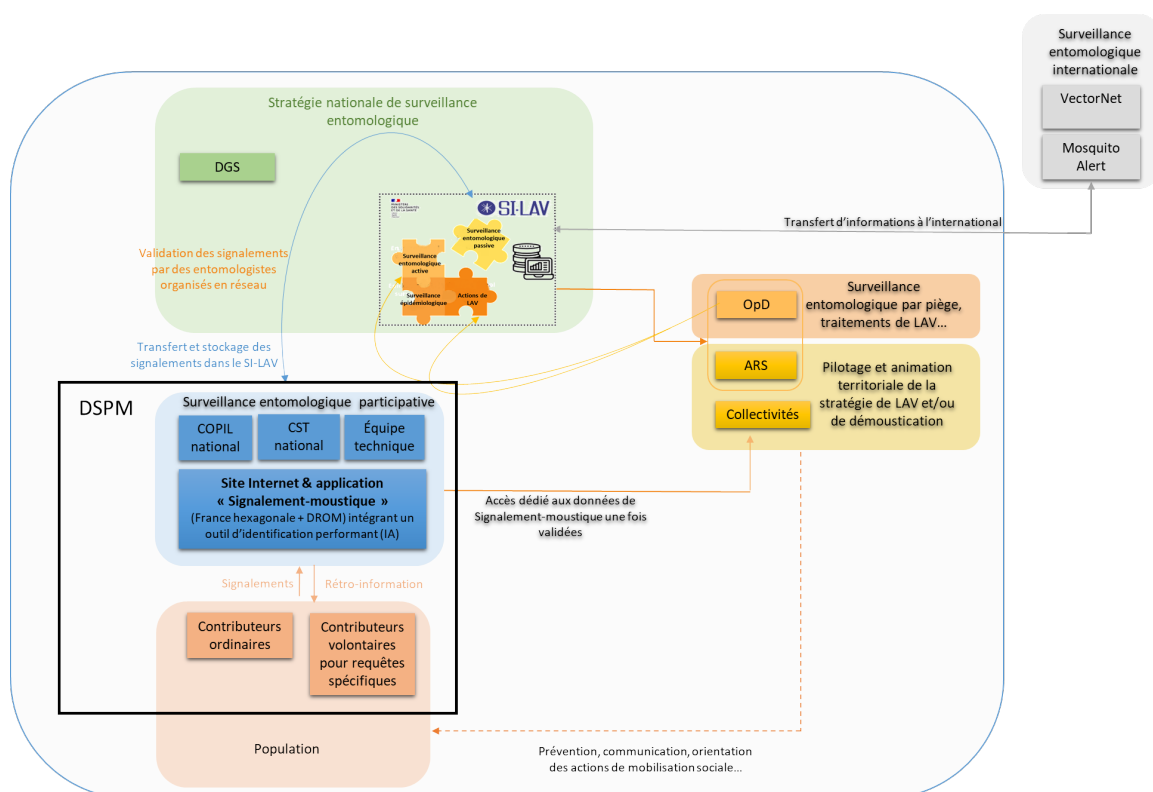 Surveillance
entomologique
internationale
VectorNet
Mosquito
Alert
Stratégie nationale de surveillance
entomologique
DGS
SI-LAV
Surveillance
entomologique
passive
Surveillance
entomologique
active
Surveillance
épidémiologique
Actions de
LAV
Transfert d'informations à l'international
Validation des signalements
par des entomologistes
organisés en réseau
OpD
Surveillance
entomologique par piège,
traitements de LAV…
Transfert et stockage des
signalements dans le SI-LAV
ARS
Collectivités
Pilotage et animation
territoriale de la
stratégie de LAV et/ou
de démoustication
DSPM
Surveillance entomologique participative
COPIL
national
CST
national
Équipe
technique
Site Internet & application
« Signalement-moustique »
(France hexagonale + DROM) intégrant un
outil d'identification performant (IA)
Accès dédié aux données de
Signalement-moustique une fois
validées
Signalements
Rétro-information
Contributeurs
ordinaires
Contributeurs
volontaires
pour requêtes
spécifiques
Population
Prévention, communication, orientation
des actions de mobilisation sociale…